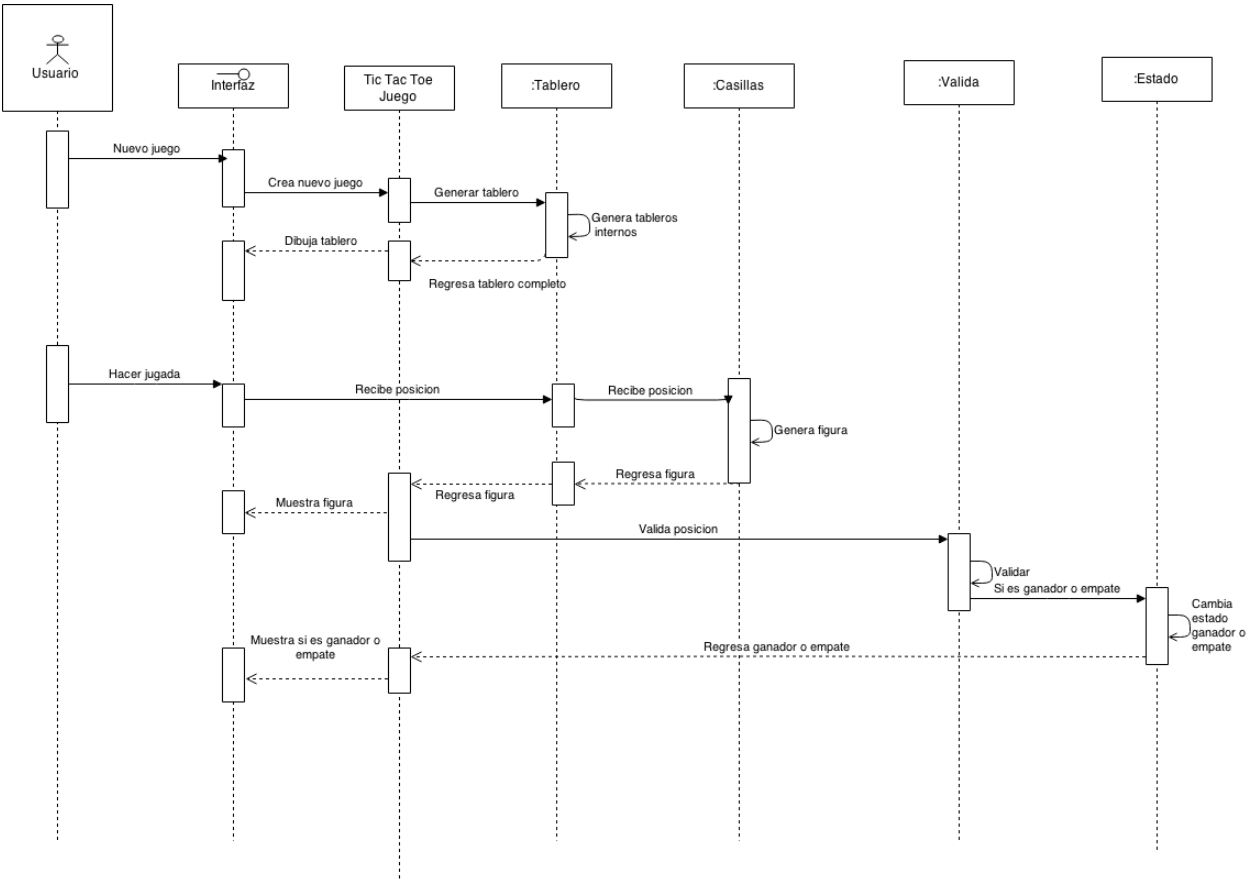 Usuario
Interfaz
Tic Tac Toe
Juego
:Tablero
:Casillas
:Valida
:Estado
Nuevo juego
Crea nuevo juego
Generar tablero
Genera tableros
internos
Dibuja tablero
Regresa tablero completo
Hacer jugada
Recibe posicion
Recibe posicion
Genera figura
Regresa figura
Regresa figura
Muestra figura
Valida posicion
Validar
Si es ganador o empate
Cambia
estado
ganador o
empate
Regresa ganador o empate
Muestra si es ganador o
empate